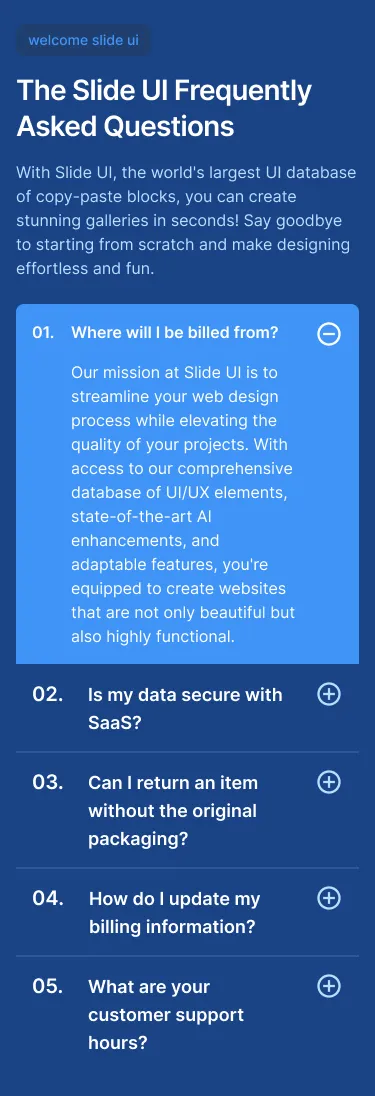 welcome slide ui
The Slide UI Frequently
Asked Questions
With Slide UI, the world's largest UI database
of copy-paste blocks, you can create
stunning galleries in seconds! Say goodbye
to starting from scratch and make designing
effortless and fun.
01. Where will I be billed from?
Our mission at Slide UI is to
streamline your web design
process while elevating the
quality of your projects. With
access to our comprehensive
database of UI/UX elements,
state-of-the-art AI
enhancements, and
adaptable features, you're
equipped to create websites
that are not only beautiful but
also highly functional.
02. Is my data secure with
SaaS?
03. Can I return an item
without the original
packaging?
04. How do I update my
billing information?
05. What are your
customer support
hours?